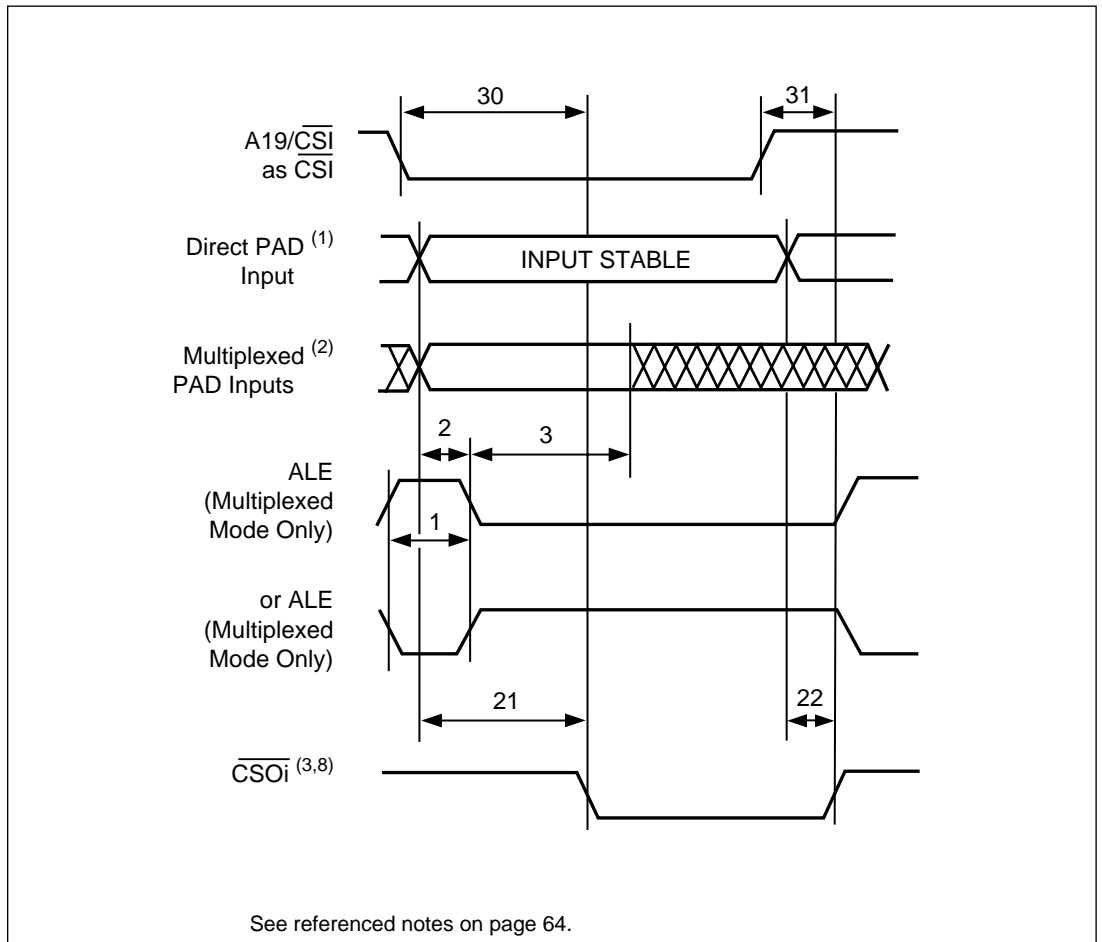 30
31
A19/CSI
as CSI
Direct PAD (1)
Input
INPUT STABLE
Multiplexed (2)
PAD Inputs
2
3
ALE
(Multiplexed
Mode Only)
1
or ALE
(Multiplexed
Mode Only)
21
22
CSOi (3,8)
See referenced notes on page 64.